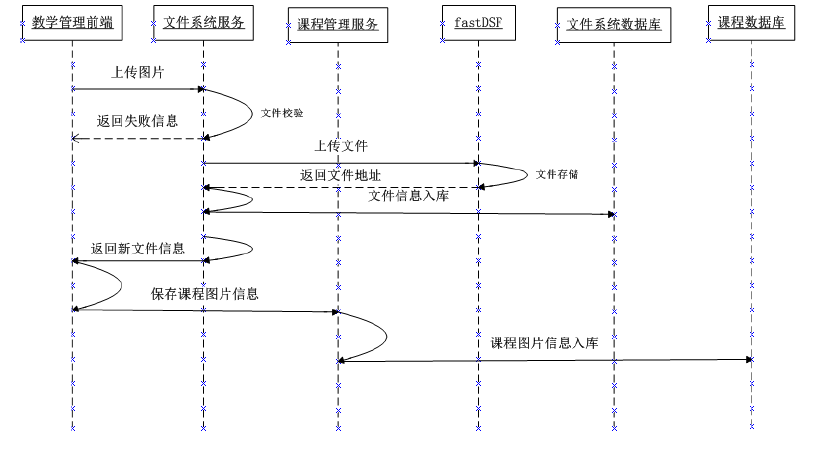 教学管理前端
文件系统服务
课程管理服务
fastDSF
文件系统数据库
课程数据库
上传图片
文件校验
返回失败信息
上传文件
返回文件地址
文件存储
文件信息入库
返回新文件信息
保存课程图片信息
课程图片信息入库